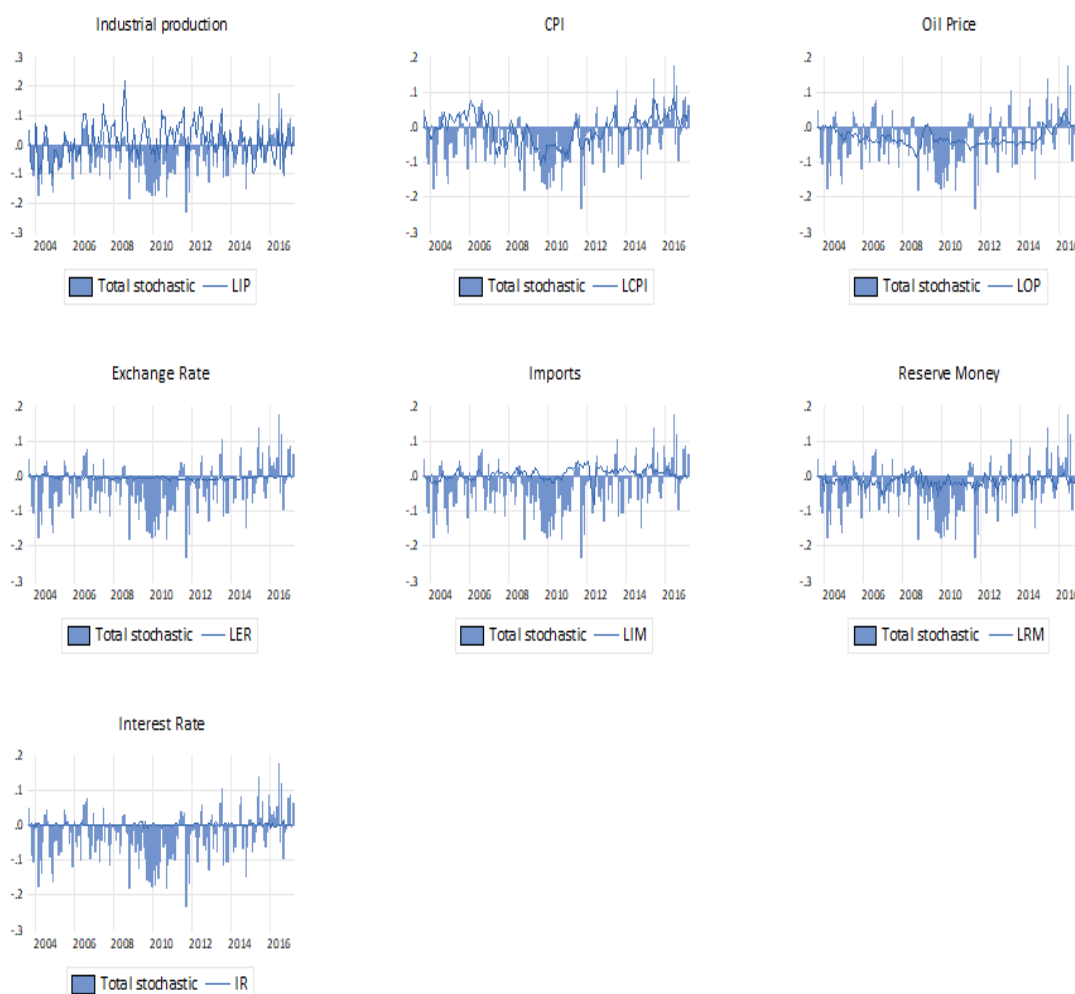 Industrial production
.3
.2
.1
.0
-.1
-.2
-.3
2004 2006 2008 2010 2012 2014 2016
Total stochastic LIP
CPI
.2
.1
.0
-.1
-.2
-.3
2004 2006 2008 2010 2012 2014 2016
Total stochastic LCPI
Oil Price
.2
.1
.0
-.1
-.2
-.3
2004 2006 2008 2010 2012 2014 2016
Total stochastic LOP
Exchange Rate
.2
.1
.0
-.1
-.2
-.3
2004 2006 2008 2010 2012 2014 2016
Total stochastic LER
Imports
.2
.1
.0
-.1
-.2
-.3
2004 2006 2008 2010 2012 2014 2016
Total stochastic LIM
Reserve Money
.2
.1
.0
-.1
-.2
-.3
2004 2006 2008 2010 2012 2014 2016
Total stochastic LRM
Interest Rate
.2
.1
.0
-.1
-.2
-.3
2004 2006 2008 2010 2012 2014 2016
Total stochastic IR